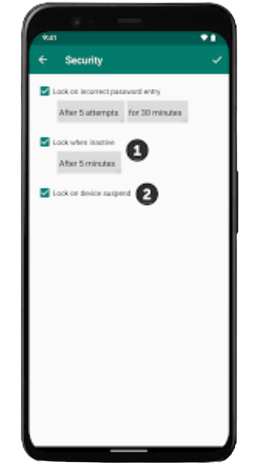 9:41
Security
Lock on incorrect password entry
After 5 attempts for 30 minutes
Lock when inactive
1
After 5 minutes
Lock on device suspend
2